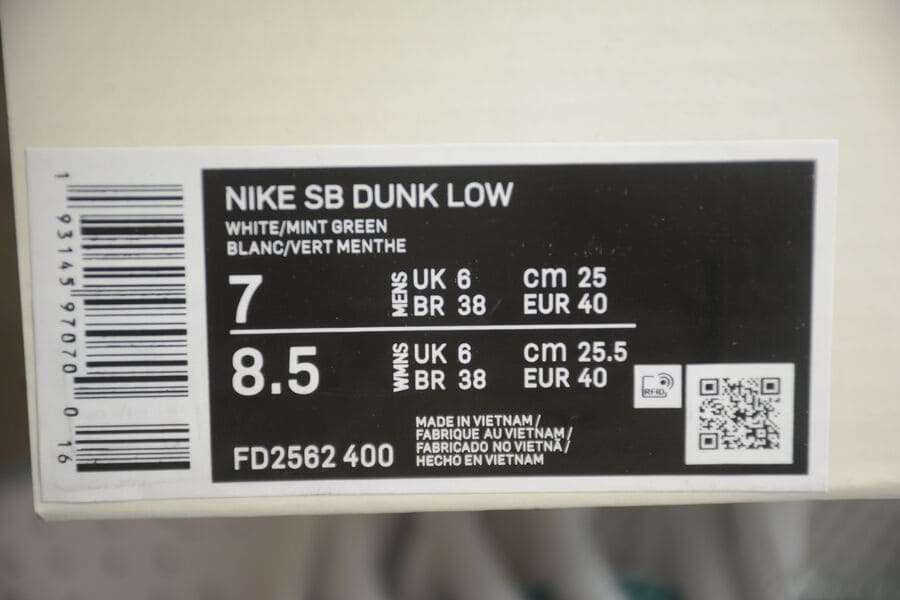 NIKE SB DUNK LOW
WHITE/MINT GREEN
BLANC/VERT MENTHE
7 MENS UK 6 cm 25
BR 38 EUR 40
8.5 WMNS UK 6 cm 25.5
BR 38 EUR 40
RFID
FD2562 400
MADE IN VIETNAM/
FABRIQUE AU VIETNAM/
FABRICADO NO VIETNÃ/
HECHO EN VIETNAM
1 93145 97070 0 16